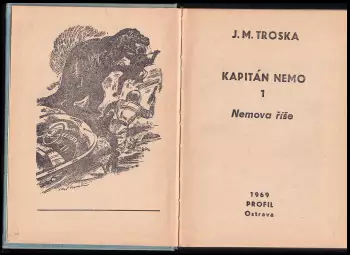 J. M. TROSKA
KAPITÁN NEMO
1
Nemova říše
1969
PROFIL
Ostrava